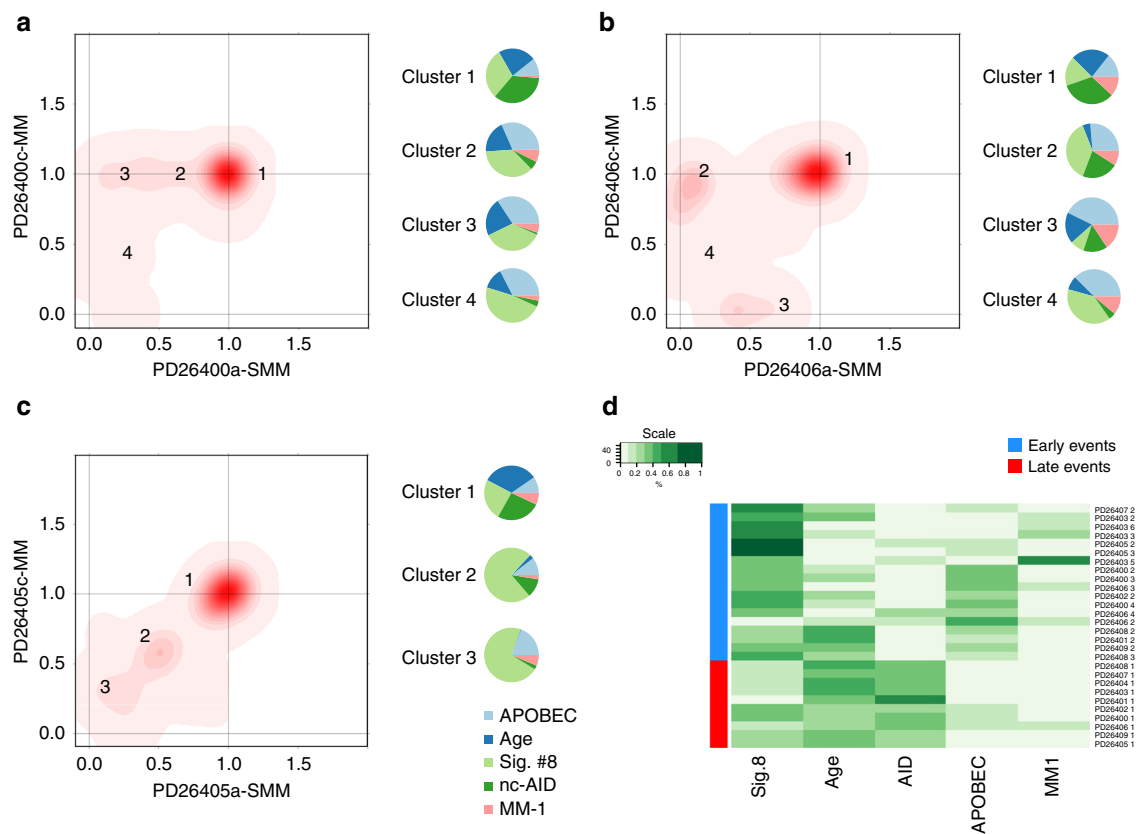 a
PD26400c-MM
1.5
1.0
0.5
0.0
3
2
1
4
0.0
0.5
1.0
1.5
PD26400a-SMM
Cluster 1
Cluster 2
Cluster 3
Cluster 4
b
PD26406c-MM
1.5
1.0
0.5
0.0
2
1
4
3
0.0
0.5
1.0
1.5
PD26406a-SMM
Cluster 1
Cluster 2
Cluster 3
Cluster 4
c
PD26405c-MM
1.5
1.0
0.5
0.0
1
2
3
0.0
0.5
1.0
1.5
PD26405a-SMM
Cluster 1
Cluster 2
Cluster 3
APOBEC
Age
Sig. #8
nc-AID
MM-1
d
Scale
40
0
0 0.2 0.4 0.6 0.8 1
%
Early events
Late events
PD26407 2
PD26403 2
PD26403 6
PD26403 3
PD26405 2
PD26405 3
PD26403 5
PD26400 2
PD26400 3
PD26406 3
PD26402 2
PD26400 4
PD26406 4
PD26406 2
PD26408 2
PD26401 2
PD26409 2
PD26408 3
PD26408 1
PD26407 1
PD26404 1
PD26403 1
PD26401 1
PD26402 1
PD26400 1
PD26406 1
PD26409 1
PD26405 1
Sig.8
Age
AID
APOBEC
MM1